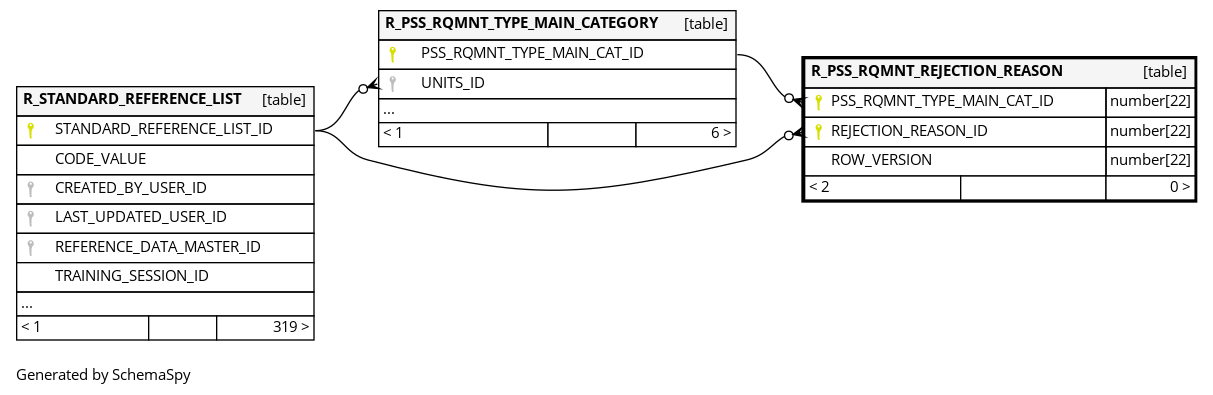 R_STANDARD_REFERENCE_LIST [table]
STANDARD_REFERENCE_LIST_ID
CODE_VALUE
CREATED_BY_USER_ID
LAST_UPDATED_USER_ID
REFERENCE_DATA_MASTER_ID
TRAINING_SESSION_ID
...
< 1 319 >
R_PSS_RQMNT_TYPE_MAIN_CATEGORY [table]
PSS_RQMNT_TYPE_MAIN_CAT_ID
UNITS_ID
...
< 1 6 >
R_PSS_RQMNT_REJECTION_REASON [table]
PSS_RQMNT_TYPE_MAIN_CAT_ID number[22]
REJECTION_REASON_ID number[22]
ROW_VERSION number[22]
< 2 0 >
Generated by SchemaSpy